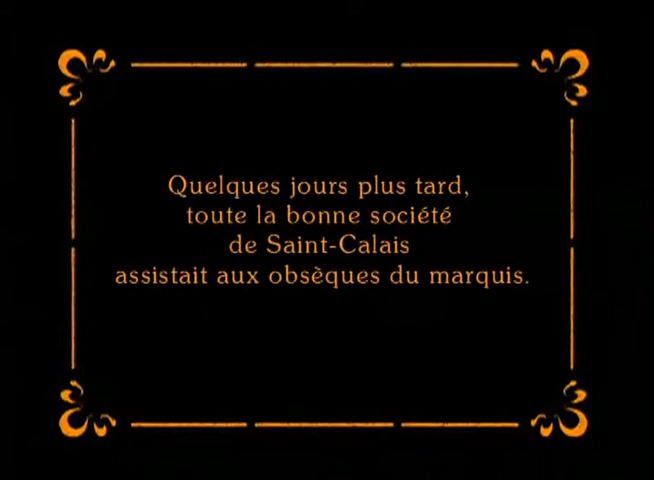 Quelques jours plus tard,
toute la bonne société
de Saint-Calais
assistait aux obsèques du marquis.